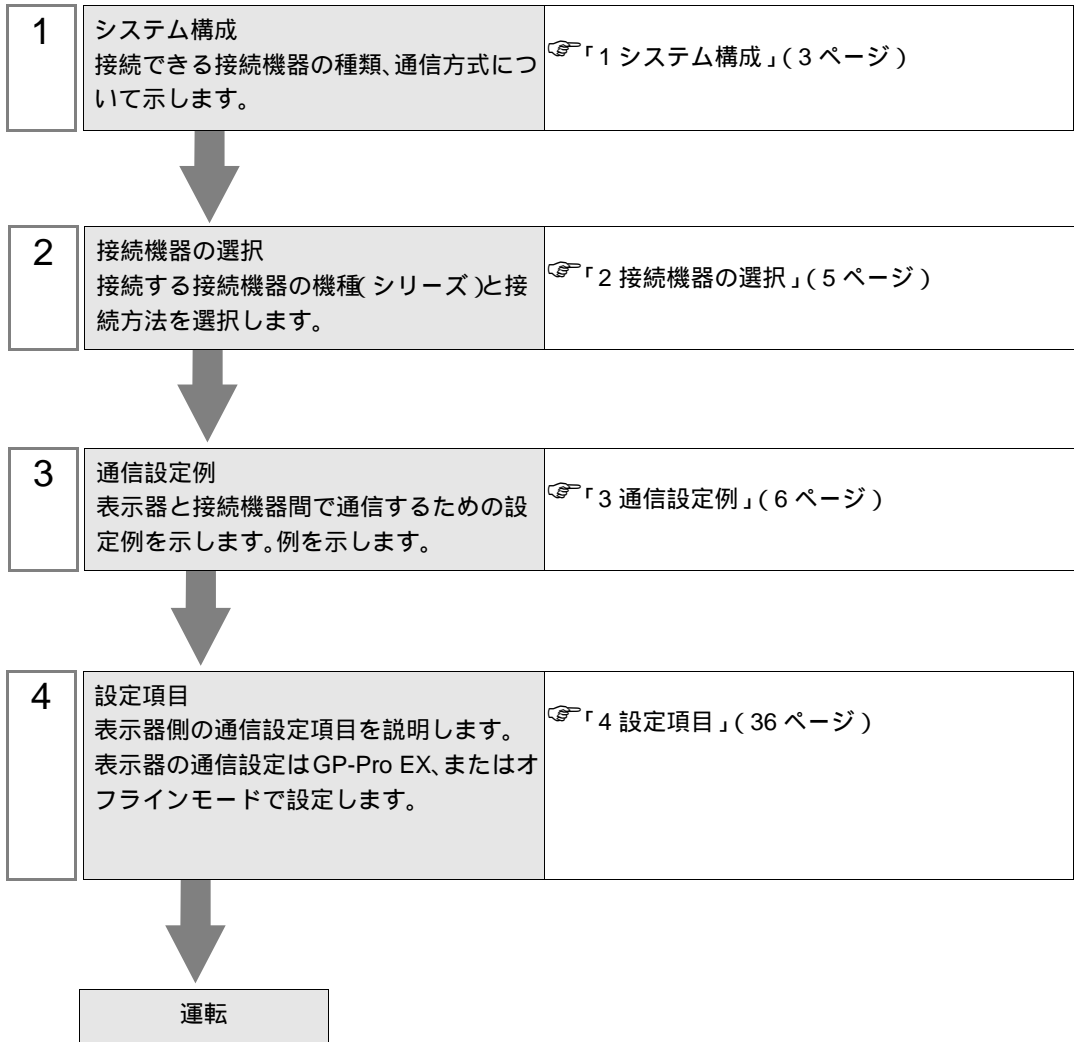 1
システム構成
接続できる接続機器の種類、通信方式につ
いて示します。
☞「1 システム構成」(3 ページ)
2
接続機器の選択
接続する接続機器の機種(シリーズ)と接
続方法を選択します。
☞「2 接続機器の選択」(5 ページ)
3
通信設定例
表示器と接続機器間で通信するための設
定例を示します。例を示します。
☞「3 通信設定例」(6 ページ)
4
設定項目
表示器側の通信設定項目を説明します。
表示器の通信設定はGP-Pro EX、またはオ
フラインモードで設定します。
☞「4 設定項目」(36 ページ)
運転